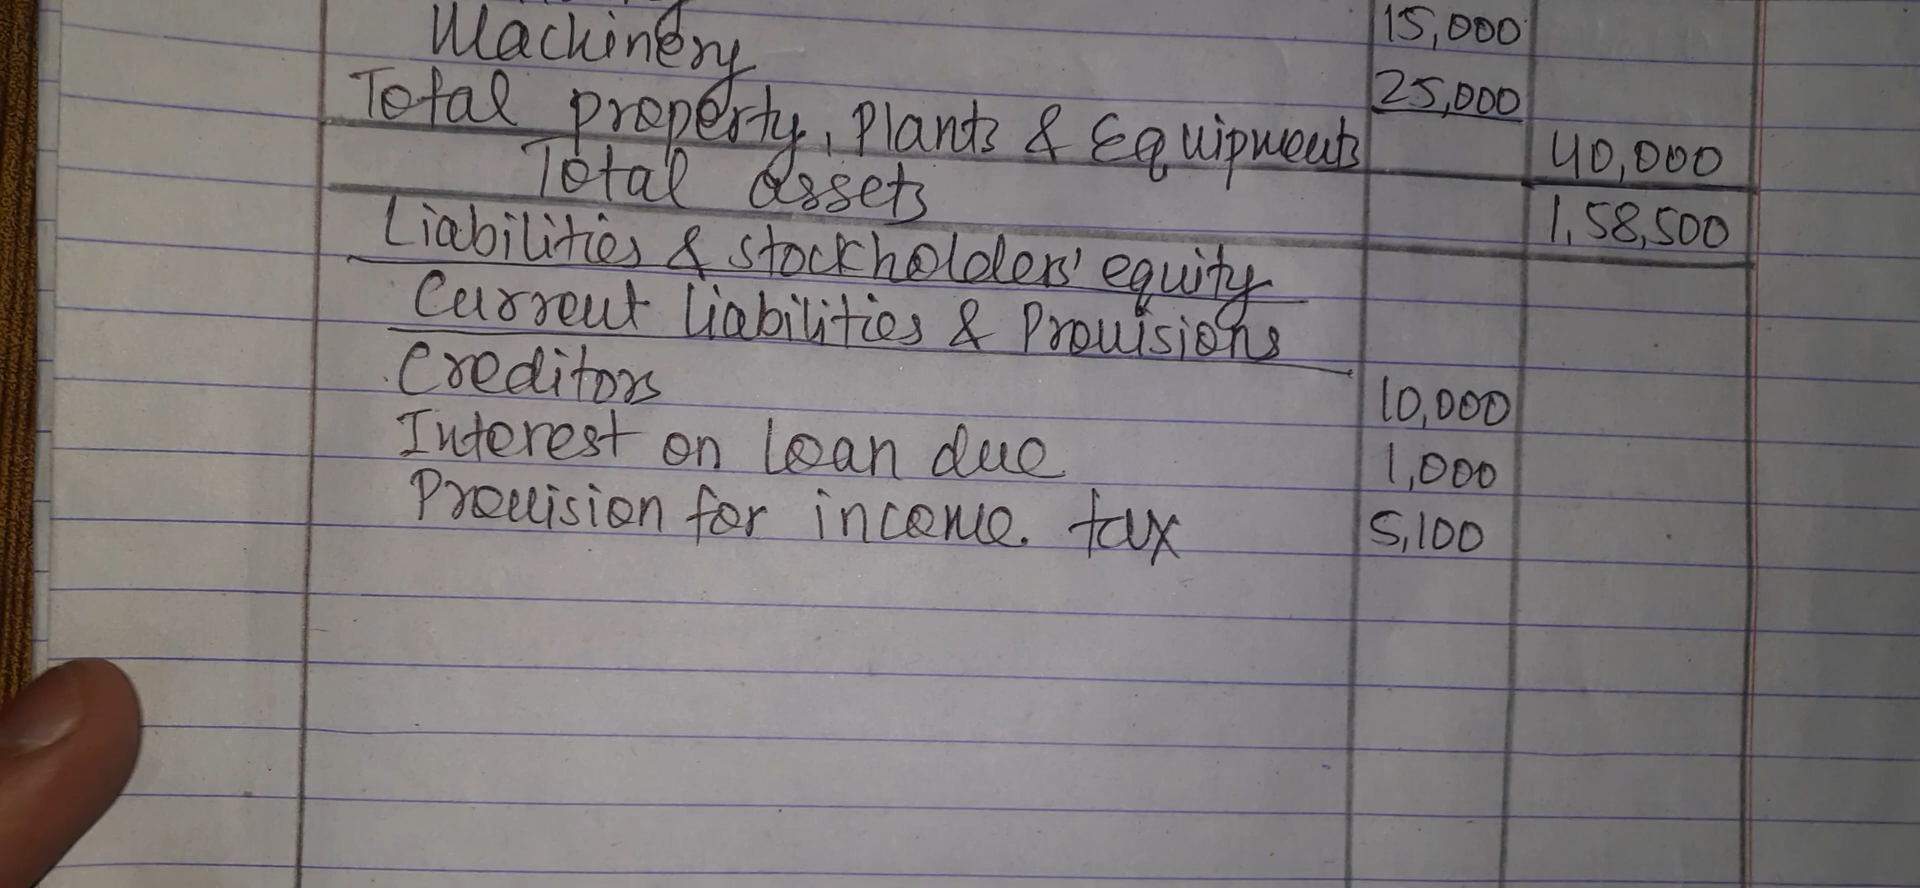 15,000
Machinery 25,000
Total property, Plants & Equipments 40,000
Total assets 1,58,500
Liabilities & stockholders' equity
Current liabilities & Provisions
Creditors 10,000
Interest on loan due 1,000
Provision for income tax 5,100